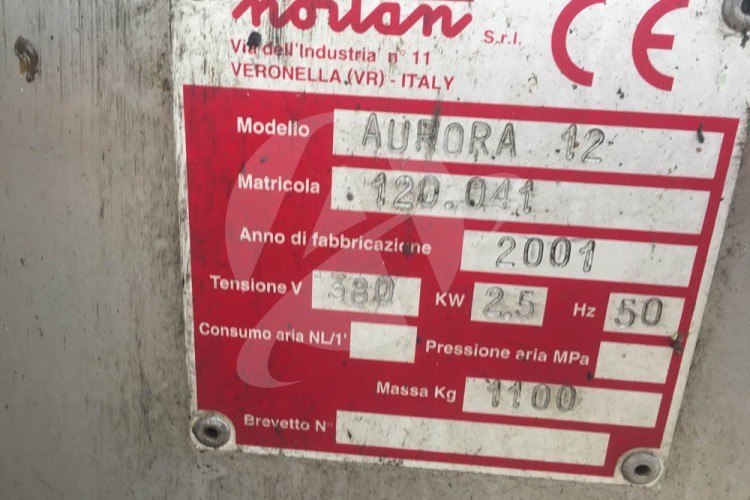 nortan S.r.l. CE
Via dell'Industria n° 11
VERONELLA (VR) - ITALY
Modello AURORA 12
Matricola 120.041
Anno di fabbricazione 2001
Tensione V 380 KW 2.5 Hz 50
Consumo aria NL/1' Pressione aria MPa
Massa Kg 1100
Brevetto N°